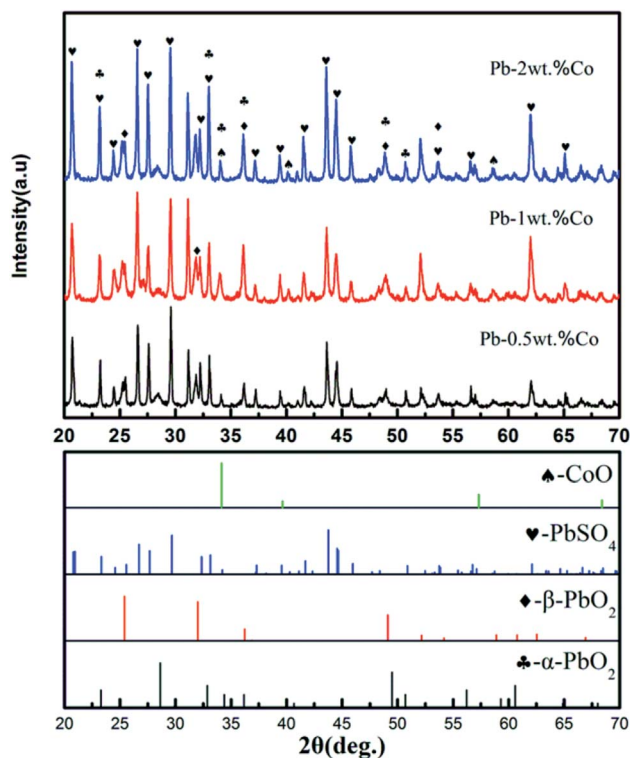 Pb-2wt.%Co
Pb-1wt.%Co
Pb-0.5wt.%Co
Intensity(a.u)
20 25 30 35 40 45 50 55 60 65 70
♠-CoO
♥-PbSO₄
♦-β-PbO₂
♣-α-PbO₂
20 25 30 35 40 45 50 55 60 65 70
2θ(deg.)